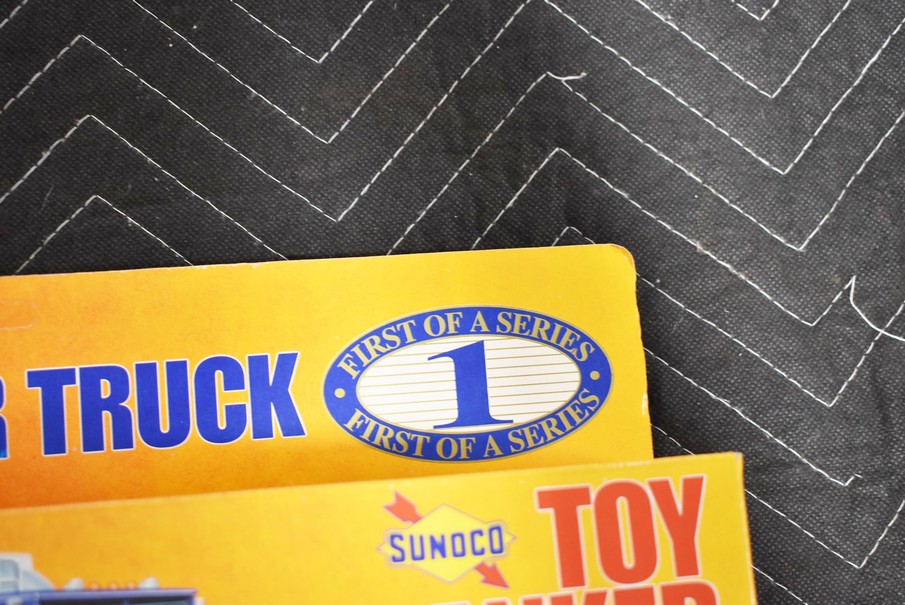 FIRST OF A SERIES
TRUCK
1
FIRST OF A SERIES
SUNOCO
TOY